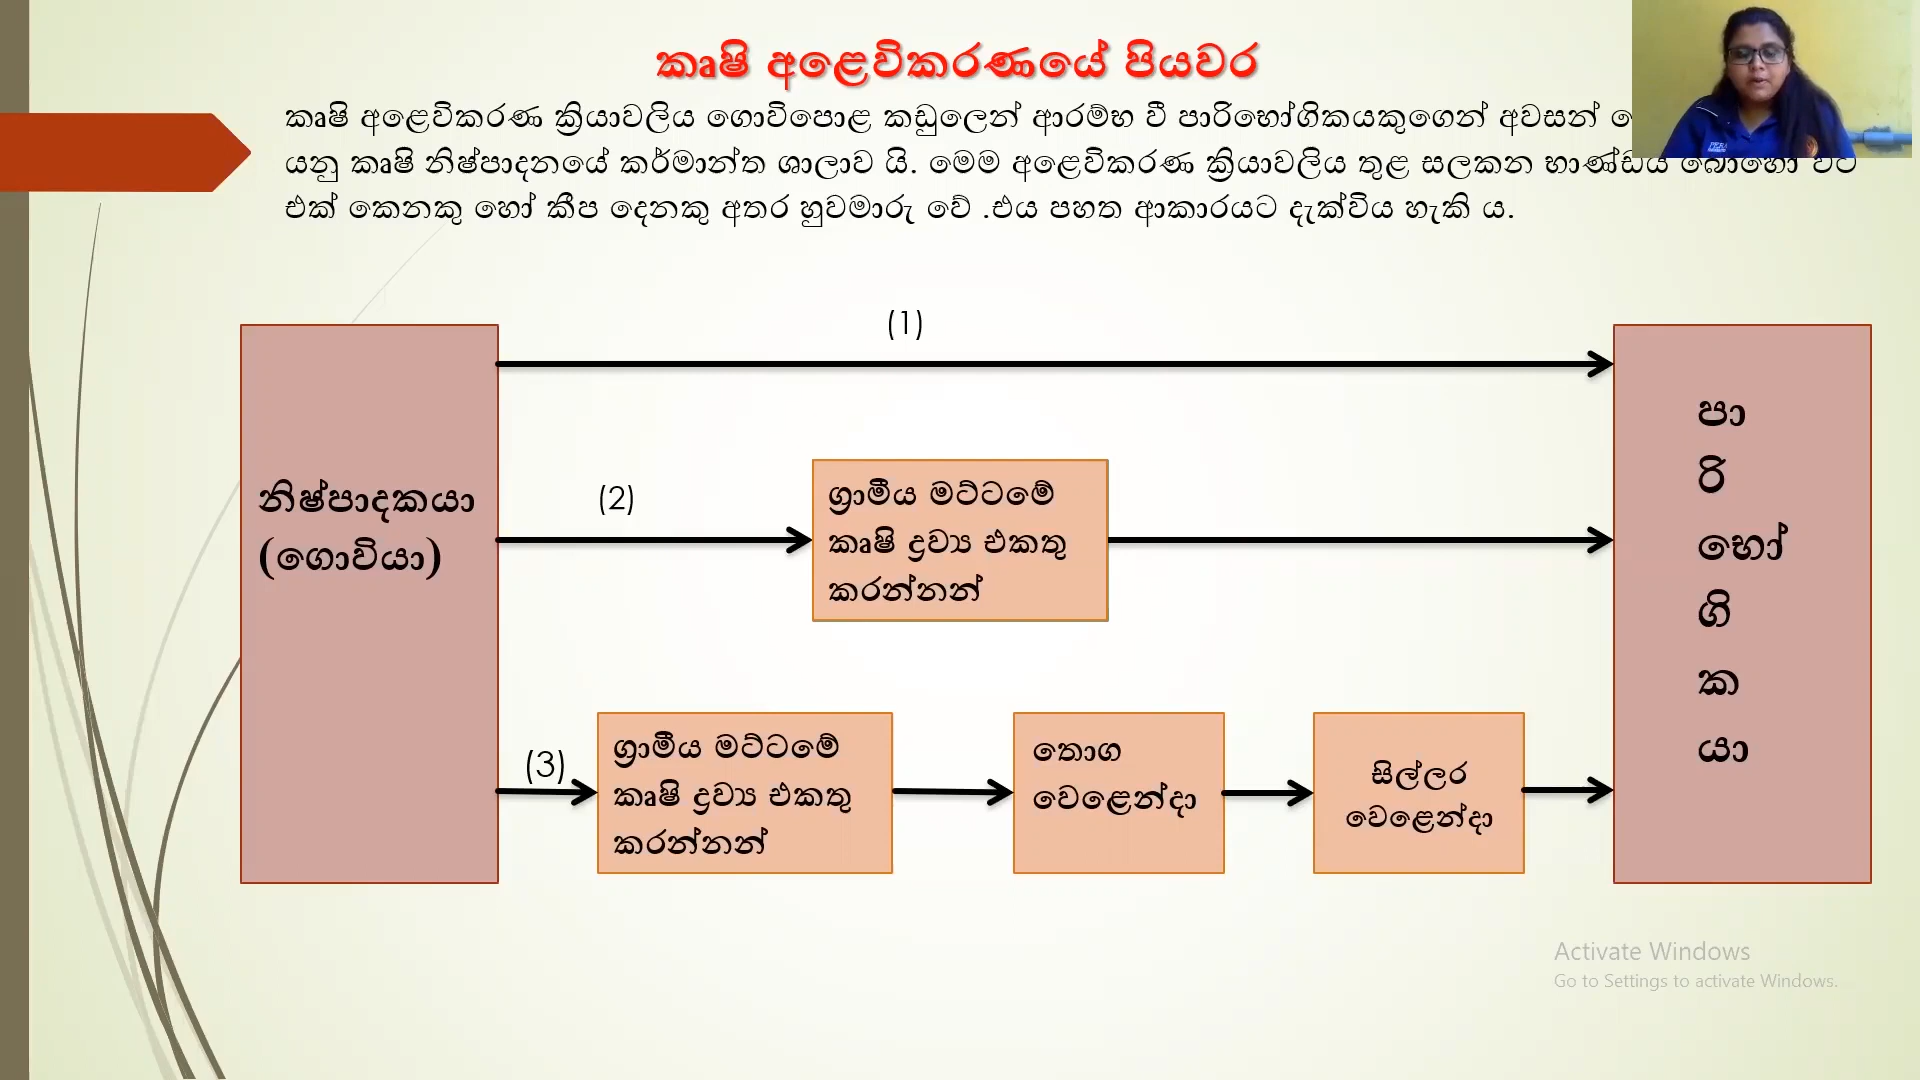 කෘෂි අළෙවිකරණයේ පියවර
කෘෂි අළෙවිකරණ ක්‍රියාවලිය ගොවිපොළ කඩුලෙන් ආරම්භ වී පාරිභෝගිකයකුගෙන් අවසන්
යනු කෘෂි නිෂ්පාදනයේ කර්මාන්ත ශාලාව යි. මෙම අළෙවිකරණ ක්‍රියාවලිය තුළ සලකන භාණ්ඩය බොහෝ විට
එක් කෙනකු හෝ කීප දෙනකු අතර හුවමාරු වේ .එය පහත ආකාරයට දැක්විය හැකි ය.
(1)
නිෂ්පාදකයා
(ගොවියා)
(2)
ග්‍රාමීය මට්ටමේ
කෘෂි ද්‍රව්‍ය එකතු
කරන්නන්
(3)
ග්‍රාමීය මට්ටමේ
කෘෂි ද්‍රව්‍ය එකතු
කරන්නන්
තොග
වෙළෙන්දා
සිල්ලර
වෙළෙන්දා
පා
රි
භෝ
ගි
ක
යා
Activate Windows
Go to Settings to activate Windows.